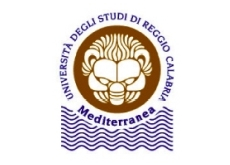 UNIVERSITÀ DEGLI STUDI DI REGGIO CALABRIA
Mediterranea